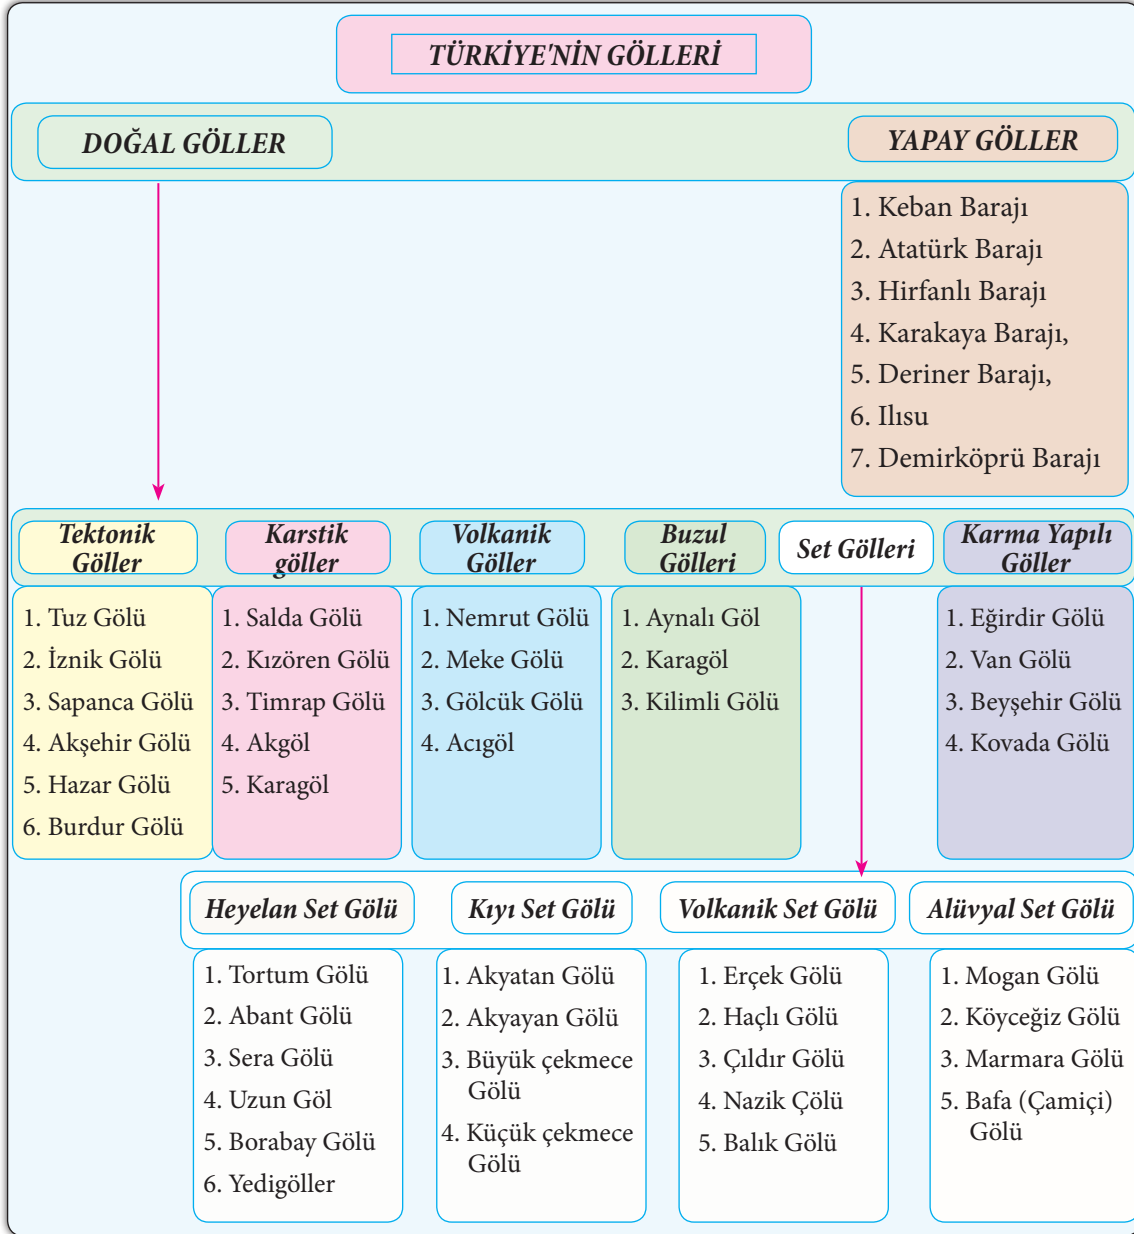 TÜRKİYE'NİN GÖLLERİ
DOĞAL GÖLLER
YAPAY GÖLLER
1. Keban Barajı
2. Atatürk Barajı
3. Hirfanlı Barajı
4. Karakaya Barajı,
5. Deriner Barajı,
6. Ilısu
7. Demirköprü Barajı
Tektonik
Göller
1. Tuz Gölü
2. İznik Gölü
3. Sapanca Gölü
4. Akşehir Gölü
5. Hazar Gölü
6. Burdur Gölü
Karstik
göller
1. Salda Gölü
2. Kızören Gölü
3. Timrap Gölü
4. Akgöl
5. Karagöl
Volkanik
Göller
1. Nemrut Gölü
2. Meke Gölü
3. Gölcük Gölü
4. Acıgöl
Buzul
Gölleri
1. Aynalı Göl
2. Karagöl
3. Kilimli Gölü
Set Gölleri
Karma Yapılı
Göller
1. Eğirdir Gölü
2. Van Gölü
3. Beyşehir Gölü
4. Kovada Gölü
Heyelan Set Gölü
1. Tortum Gölü
2. Abant Gölü
3. Sera Gölü
4. Uzun Göl
5. Borabay Gölü
6. Yedigöller
Kıyı Set Gölü
1. Akyatan Gölü
2. Akyayan Gölü
3. Büyük çekmece
Gölü
4. Küçük çekmece
Gölü
Volkanik Set Gölü
1. Erçek Gölü
2. Haçlı Gölü
3. Çıldır Gölü
4. Nazik Çölü
5. Balık Gölü
Alüvyal Set Gölü
1. Mogan Gölü
2. Köyceğiz Gölü
3. Marmara Gölü
5. Bafa (Çamiçi)
Gölü